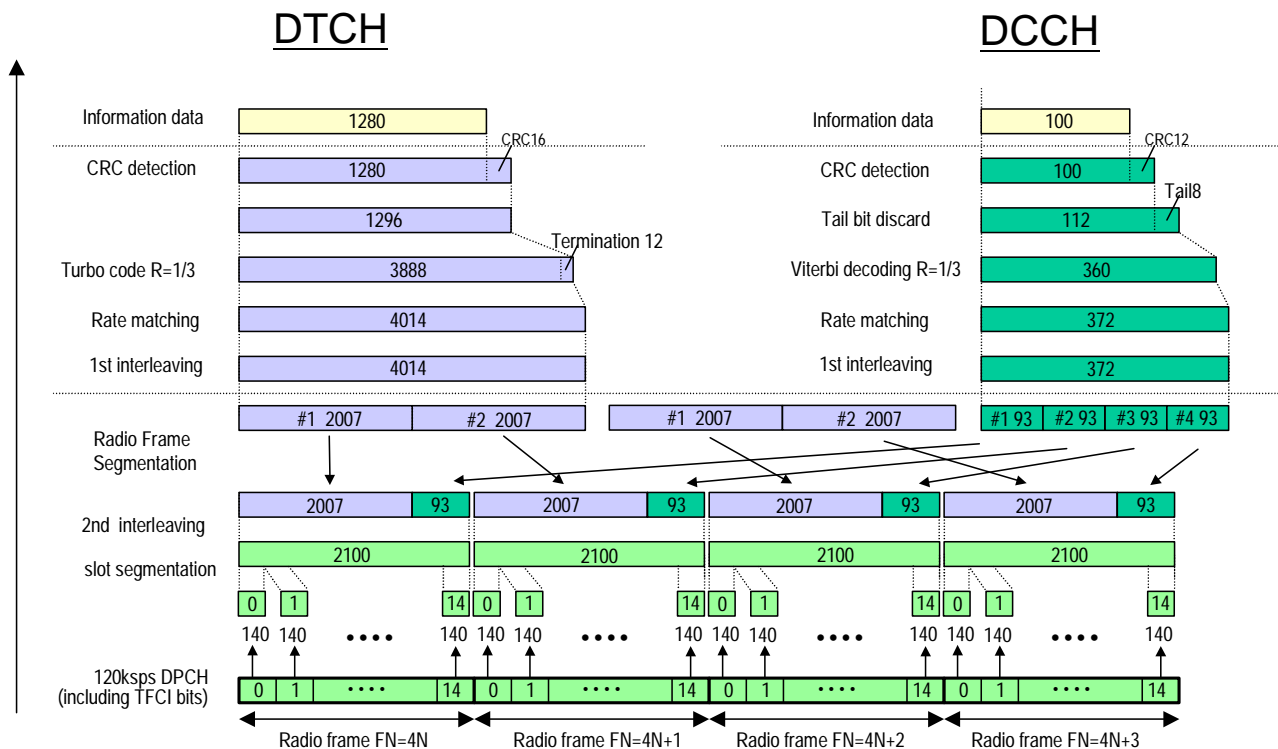 DTCH DCCH
Information data 1280 Information data 100
CRC16 CRC12
CRC detection 1280 CRC detection 100
Tail8
1296 Tail bit discard 112
Termination 12
Turbo code R=1/3 3888 Viterbi decoding R=1/3 360
Rate matching 4014 Rate matching 372
1st interleaving 4014 1st interleaving 372
#1 2007 #2 2007 #1 2007 #2 2007 #1 93 #2 93 #3 93 #4 93
Radio Frame
Segmentation
2007 93 2007 93 2007 93 2007 93
2nd interleaving
2100 2100 2100 2100
slot segmentation
0 1 14 0 1 14 0 1 14 0 1 14
140 140 •••• 140 140 140 •••• 140 140 140 •••• 140 140 140 •••• 140
120ksps DPCH
(including TFCI bits)
0 1 •••• 14 0 1 •••• 14 0 1 •••• 14 0 1 •••• 14
Radio frame FN=4N Radio frame FN=4N+1 Radio frame FN=4N+2 Radio frame FN=4N+3